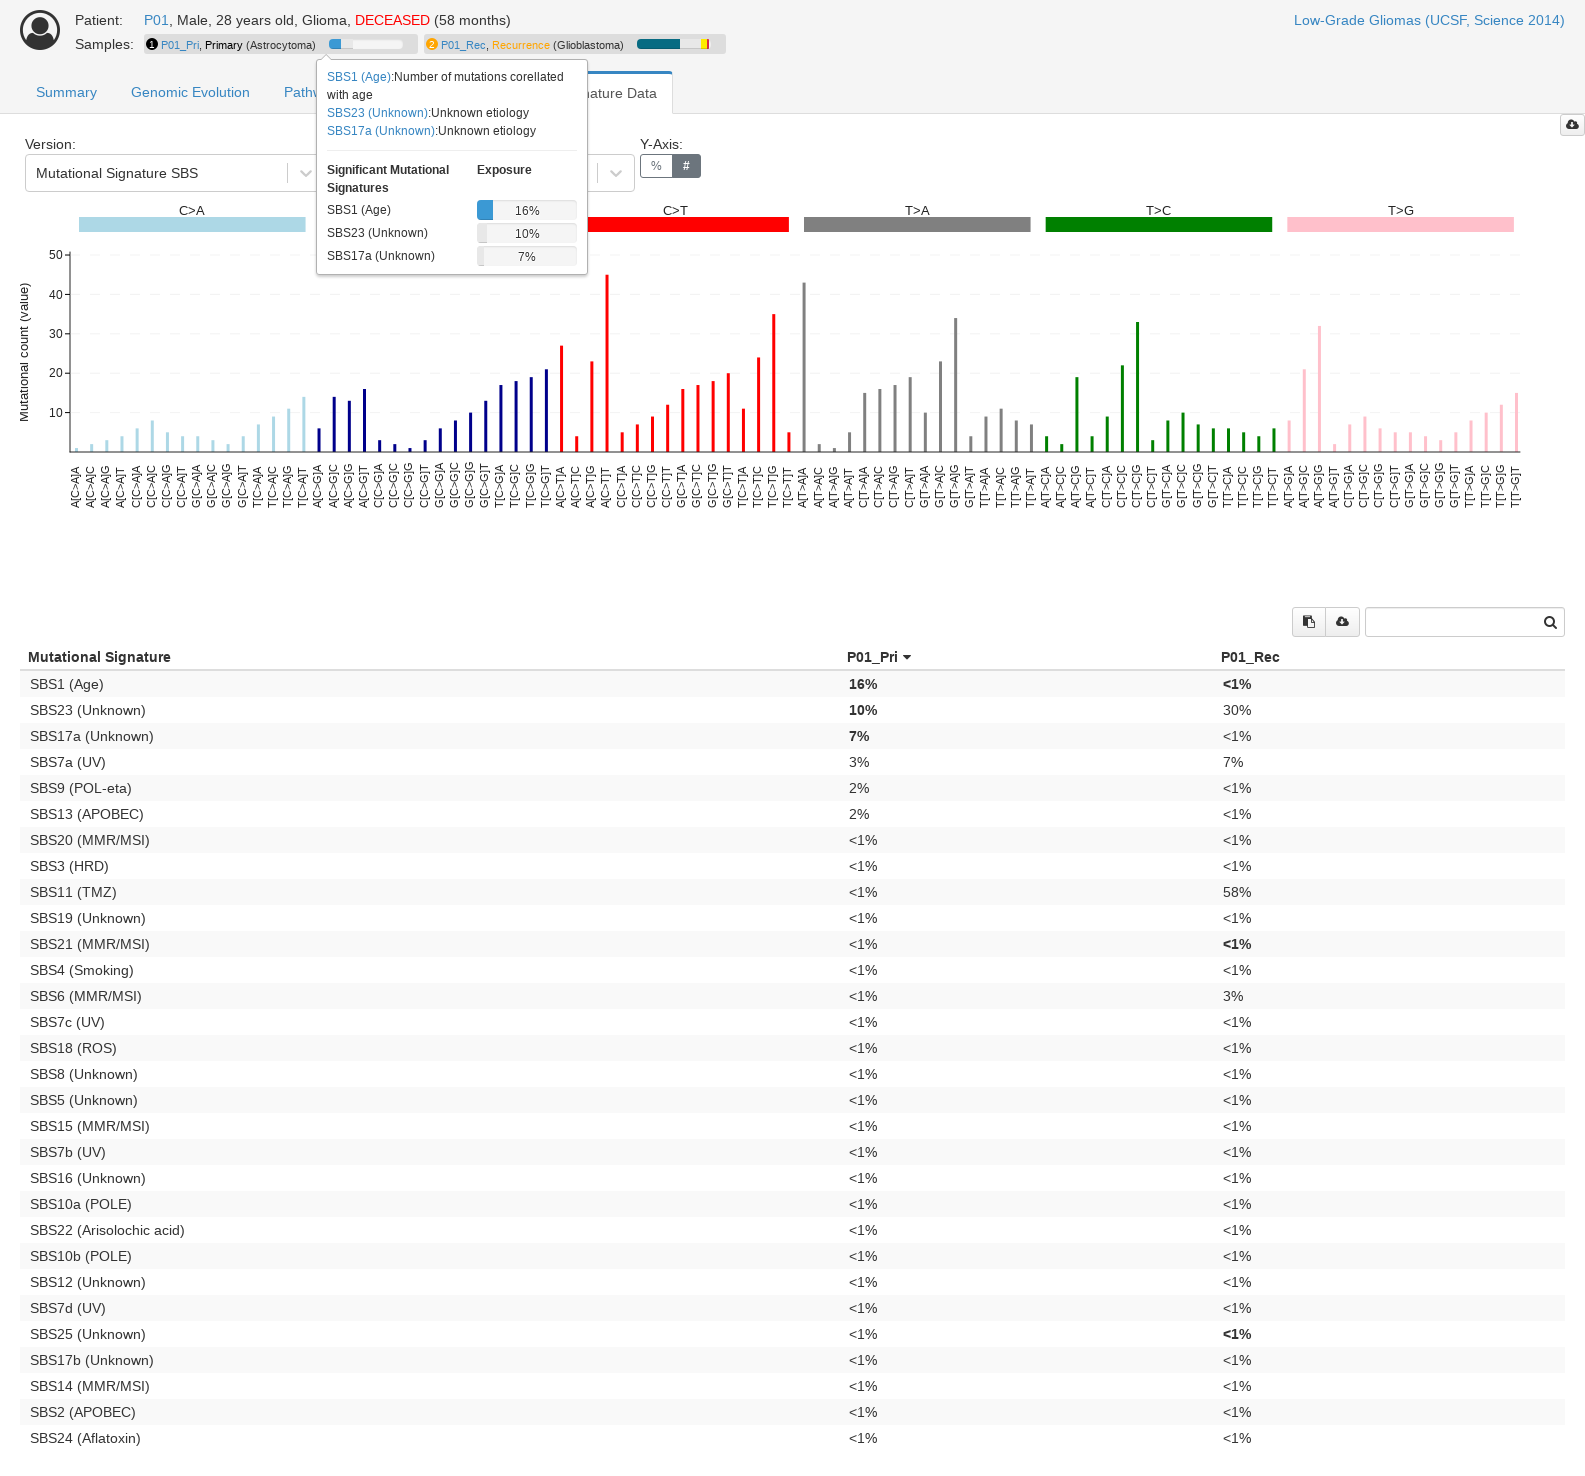 Patient: P01, Male, 28 years old, Glioma, DECEASED (58 months)
Low-Grade Gliomas (UCSF, Science 2014)
Samples: 1 P01_Pri, Primary (Astrocytoma) 2 P01_Rec, Recurrence (Glioblastoma)
Summary Genomic Evolution Pathw nature Data
SBS1 (Age):Number of mutations corellated
with age
SBS23 (Unknown):Unknown etiology
SBS17a (Unknown):Unknown etiology
Significant Mutational Exposure
Signatures
SBS1 (Age) 16%
SBS23 (Unknown) 10%
SBS17a (Unknown) 7%
Version: Y-Axis:
Mutational Signature SBS % #
C>A C>T T>A T>C T>G
50
40
30
20
10
Mutational count (value)
A[C>A]A A[C>A]C A[C>A]G A[C>A]T C[C>A]A C[C>A]C C[C>A]G C[C>A]T G[C>A]A G[C>A]C G[C>A]G G[C>A]T T[C>A]A T[C>A]C T[C>A]G T[C>A]T A[C>G]A A[C>G]C A[C>G]G A[C>G]T C[C>G]A C[C>G]C C[C>G]G C[C>G]T G[C>G]A G[C>G]C G[C>G]G G[C>G]T T[C>G]A T[C>G]C T[C>G]G T[C>G]T A[C>T]A A[C>T]C A[C>T]G A[C>T]T C[C>T]A C[C>T]C C[C>T]G C[C>T]T G[C>T]A G[C>T]C G[C>T]G G[C>T]T T[C>T]A T[C>T]C T[C>T]G T[C>T]T A[T>A]A A[T>A]C A[T>A]G A[T>A]T C[T>A]A C[T>A]C C[T>A]G C[T>A]T G[T>A]A G[T>A]C G[T>A]G G[T>A]T T[T>A]A T[T>A]C T[T>A]G T[T>A]T A[T>C]A A[T>C]C A[T>C]G A[T>C]T C[T>C]A C[T>C]C C[T>C]G C[T>C]T G[T>C]A G[T>C]C G[T>C]G G[T>C]T T[T>C]A T[T>C]C T[T>C]G T[T>C]T A[T>G]A A[T>G]C A[T>G]G A[T>G]T C[T>G]A C[T>G]C C[T>G]G C[T>G]T G[T>G]A G[T>G]C G[T>G]G G[T>G]T T[T>G]A T[T>G]C T[T>G]G T[T>G]T
Mutational Signature P01_Pri P01_Rec
SBS1 (Age) 16% <1%
SBS23 (Unknown) 10% 30%
SBS17a (Unknown) 7% <1%
SBS7a (UV) 3% 7%
SBS9 (POL-eta) 2% <1%
SBS13 (APOBEC) 2% <1%
SBS20 (MMR/MSI) <1% <1%
SBS3 (HRD) <1% <1%
SBS11 (TMZ) <1% 58%
SBS19 (Unknown) <1% <1%
SBS21 (MMR/MSI) <1% <1%
SBS4 (Smoking) <1% <1%
SBS6 (MMR/MSI) <1% 3%
SBS7c (UV) <1% <1%
SBS18 (ROS) <1% <1%
SBS8 (Unknown) <1% <1%
SBS5 (Unknown) <1% <1%
SBS15 (MMR/MSI) <1% <1%
SBS7b (UV) <1% <1%
SBS16 (Unknown) <1% <1%
SBS10a (POLE) <1% <1%
SBS22 (Arisolochic acid) <1% <1%
SBS10b (POLE) <1% <1%
SBS12 (Unknown) <1% <1%
SBS7d (UV) <1% <1%
SBS25 (Unknown) <1% <1%
SBS17b (Unknown) <1% <1%
SBS14 (MMR/MSI) <1% <1%
SBS2 (APOBEC) <1% <1%
SBS24 (Aflatoxin) <1% <1%